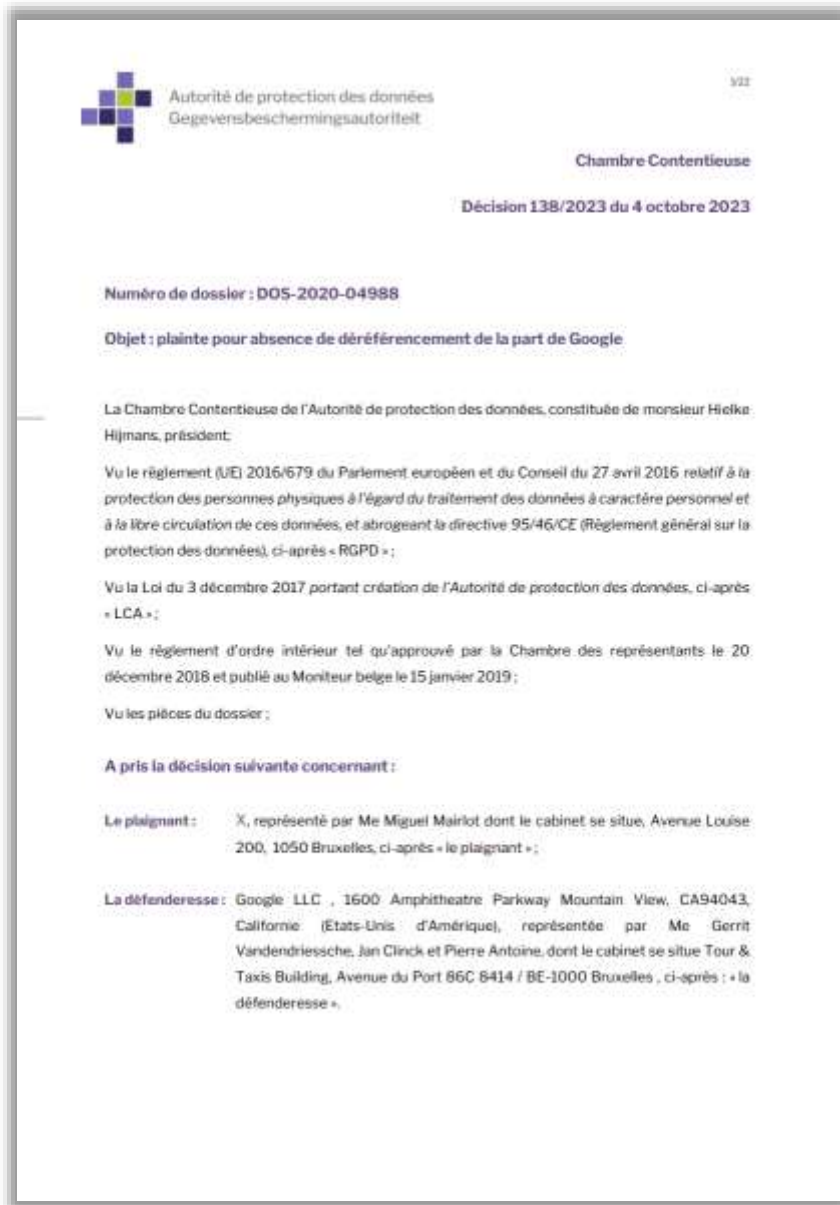 Autorité de protection des données
Gegevensbeschermingsautoriteit
1/22
Chambre Contentieuse
Décision 138/2023 du 4 octobre 2023
Numéro de dossier : DOS-2020-04988
Objet : plainte pour absence de déréférencement de la part de Google
La Chambre Contentieuse de l'Autorité de protection des données, constituée de monsieur Hielke
Hijmans, président;
Vu le règlement (UE) 2016/679 du Parlement européen et du Conseil du 27 avril 2016 relatif à la
protection des personnes physiques à l'égard du traitement des données à caractère personnel et
à la libre circulation de ces données, et abrogeant la directive 95/46/CE (Règlement général sur la
protection des données), ci-après « RGPD » ;
Vu la Loi du 3 décembre 2017 portant création de l'Autorité de protection des données, ci-après
« LCA » ;
Vu le règlement d'ordre intérieur tel qu'approuvé par la Chambre des représentants le 20
décembre 2018 et publié au Moniteur belge le 15 janvier 2019 ;
Vu les pièces du dossier ;
A pris la décision suivante concernant :
Le plaignant : X, représenté par Me Miguel Mairlot dont le cabinet se situe, Avenue Louise
200, 1050 Bruxelles, ci-après « le plaignant » ;
La défenderesse : Google LLC , 1600 Amphitheatre Parkway Mountain View, CA94043,
Californie (Etats-Unis d'Amérique), représentée par Me Gerrit
Vandendriessche, Jan Clinck et Pierre Antoine, dont le cabinet se situe Tour &
Taxis Building, Avenue du Port 86C 8414 / BE-1000 Bruxelles , ci-après : « la
défenderesse ».